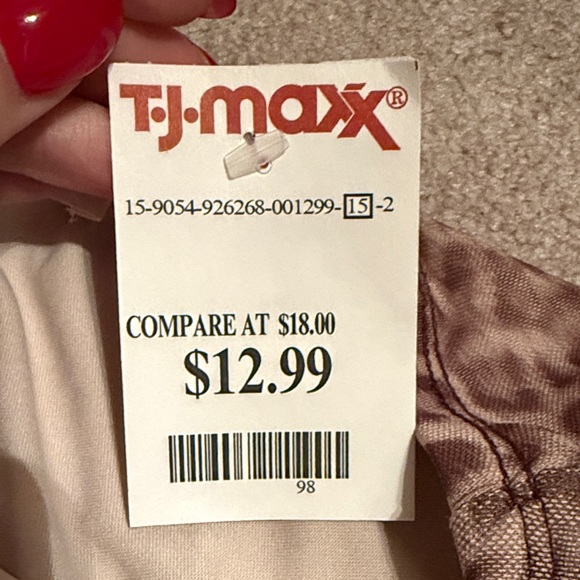 T•J•maxx®
15-9054-926268-001299-15-2
COMPARE AT $18.00
$12.99
98